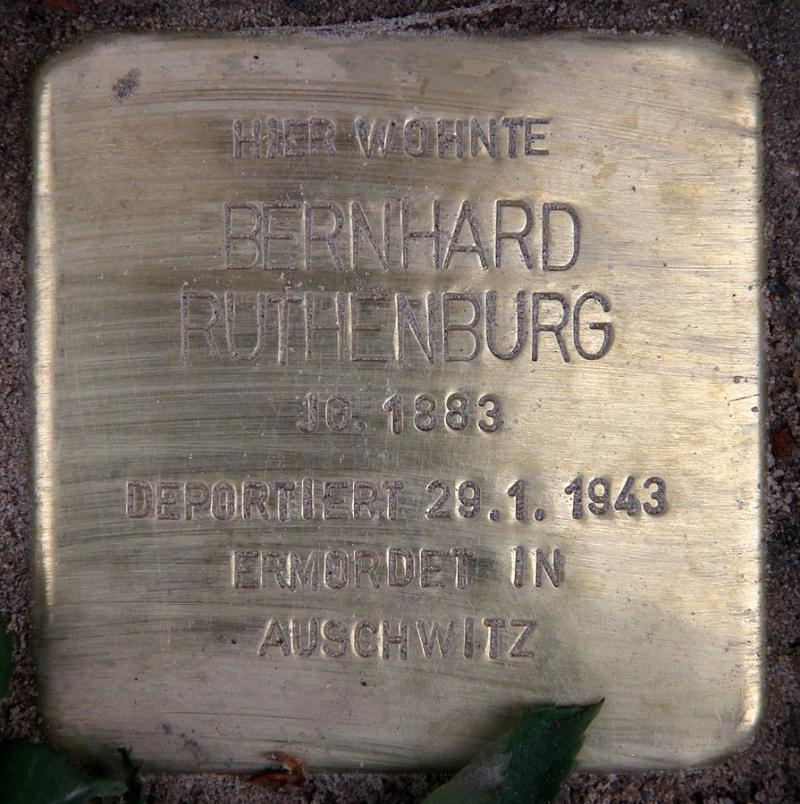 HIER WOHNTE
BERNHARD
RUTHENBURG
JG. 1883
DEPORTIERT 29.1.1943
ERMORDET IN
AUSCHWITZ